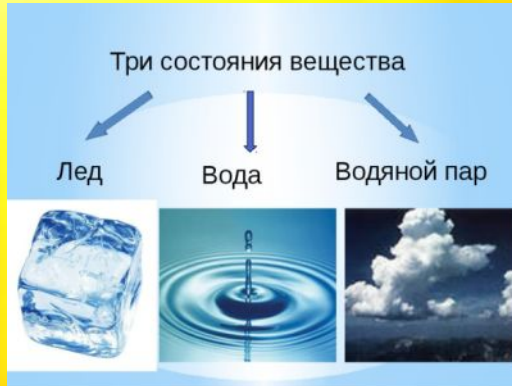 Три состояния вещества
Лед
Вода
Водяной пар